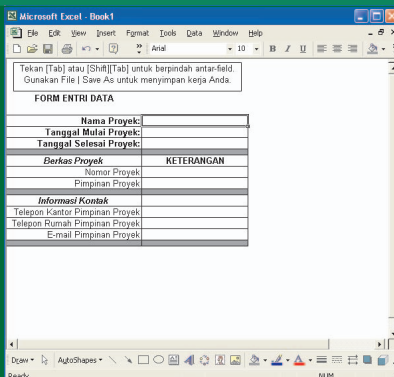 Microsoft Excel - Book1
File Edit View Insert Format Tools Data Window Help
Arial 10 B I U
Tekan [Tab] atau [Shift][Tab] untuk berpindah antar-field.
Gunakan File | Save As untuk menyimpan kerja Anda.
FORM ENTRI DATA
Nama Proyek:
Tanggal Mulai Proyek:
Tanggal Selesai Proyek:
Berkas Proyek KETERANGAN
Nomor Proyek
Pimpinan Proyek
Informasi Kontak
Telepon Kantor Pimpinan Proyek
Telepon Rumah Pimpinan Proyek
E-mail Pimpinan Proyek
Draw AutoShapes
Ready NUM